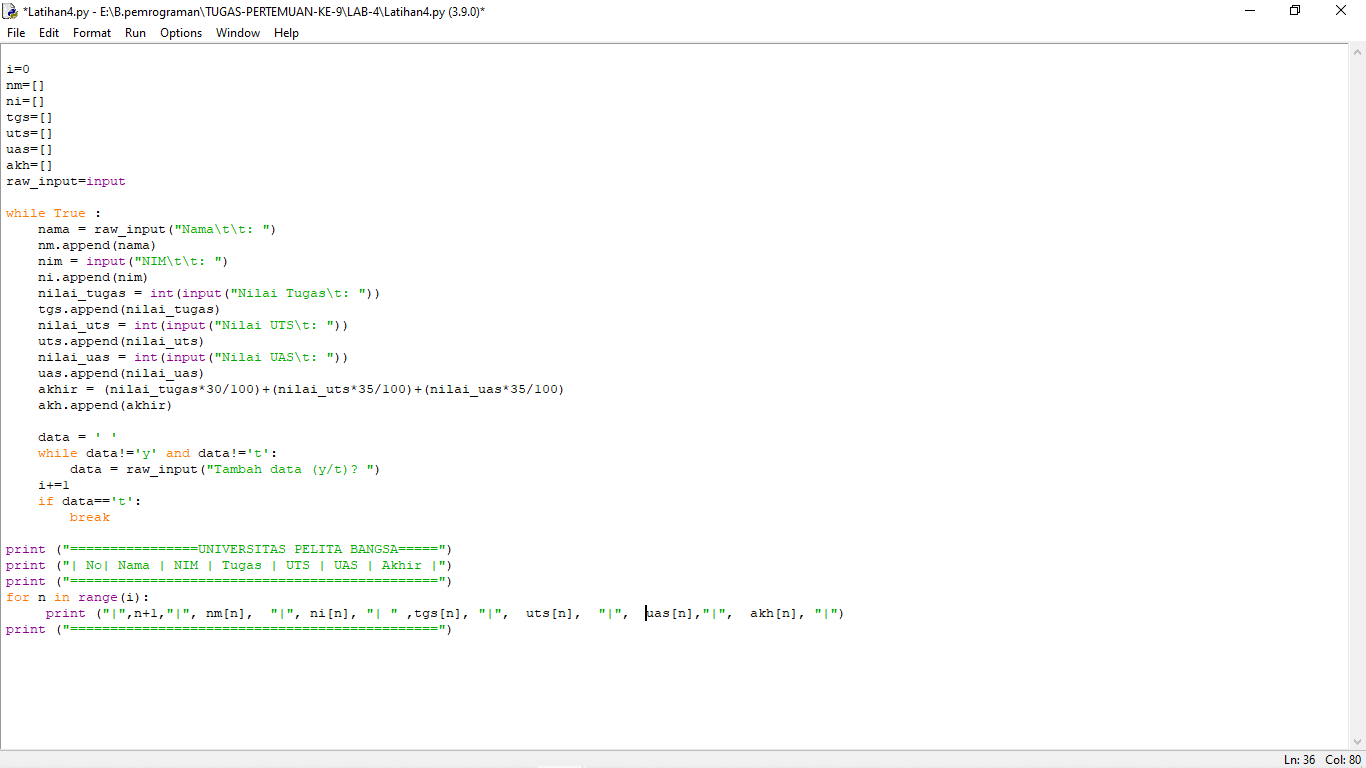 *Latihan4.py - E:\B.pemrograman\TUGAS-PERTEMUAN-KE-9\LAB-4\Latihan4.py (3.9.0)*
File Edit Format Run Options Window Help
i=0
nm=[]
ni=[]
tgs=[]
uts=[]
uas=[]
akh=[]
raw_input=input
while True :
    nama = raw_input("Nama\t\t: ")
    nm.append(nama)
    nim = input("NIM\t\t: ")
    ni.append(nim)
    nilai_tugas = int(input("Nilai Tugas\t: "))
    tgs.append(nilai_tugas)
    nilai_uts = int(input("Nilai UTS\t: "))
    uts.append(nilai_uts)
    nilai_uas = int(input("Nilai UAS\t: "))
    uas.append(nilai_uas)
    akhir = (nilai_tugas*30/100)+(nilai_uts*35/100)+(nilai_uas*35/100)
    akh.append(akhir)
    data = ' '
    while data!='y' and data!='t':
        data = raw_input("Tambah data (y/t)? ")
    i+=1
    if data=='t':
        break
print ("================UNIVERSITAS PELITA BANGSA=====")
print ("| No| Nama | NIM | Tugas | UTS | UAS | Akhir |")
print ("==============================================")
for n in range(i):
     print ("|",n+1,"|", nm[n],  "|", ni[n], "| " ,tgs[n], "|",  uts[n],  "|",  uas[n],"|",  akh[n], "|")
print ("==============================================")
Ln: 36 Col: 80